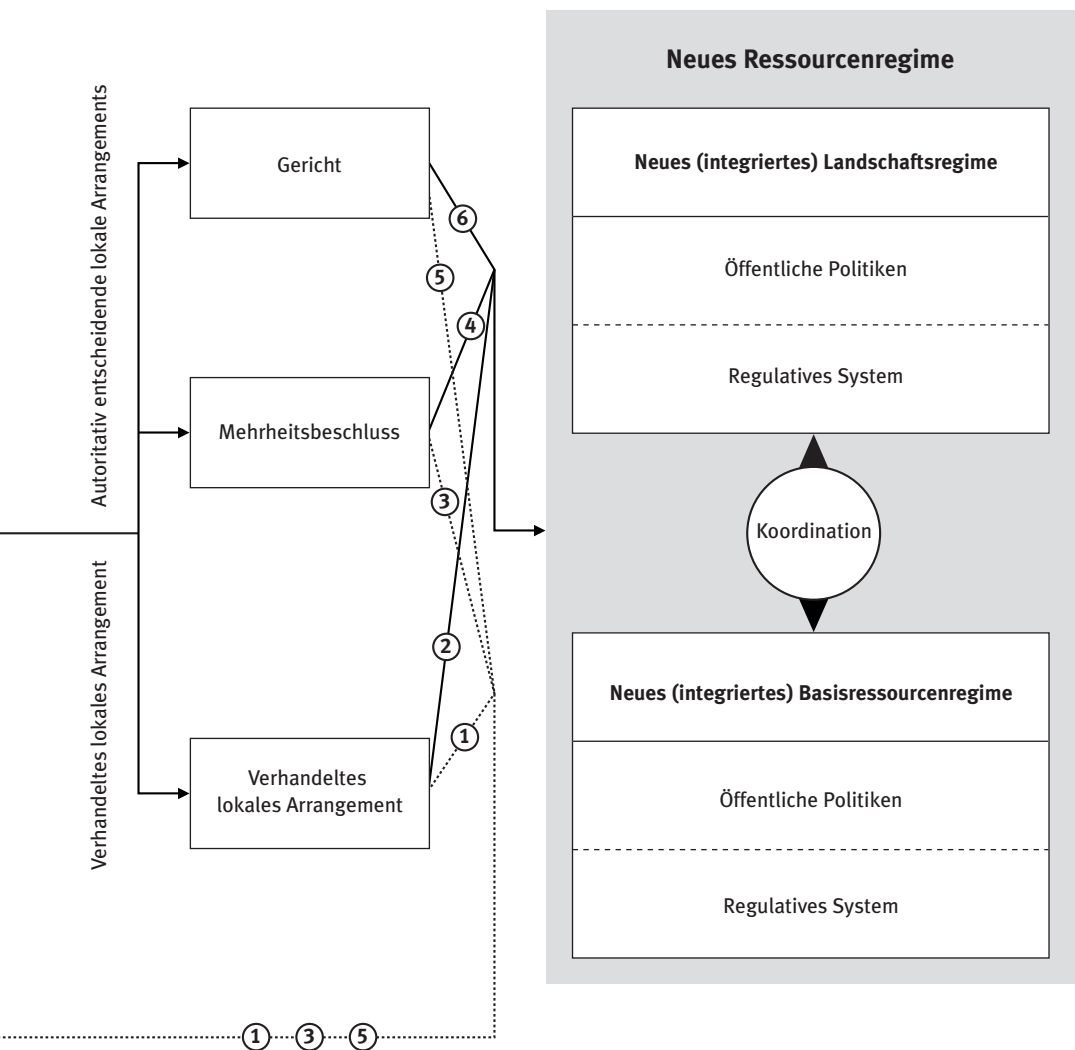 Autoritativ entscheidende lokale Arrangements
Verhandeltes lokales Arrangement
Gericht
6
5
4
Mehrheitsbeschluss
3
2
1
Verhandeltes
lokales Arrangement
1 3 5
Neues Ressourcenregime
Neues (integriertes) Landschaftsregime
Öffentliche Politiken
Regulatives System
Koordination
Neues (integriertes) Basisressourcenregime
Öffentliche Politiken
Regulatives System